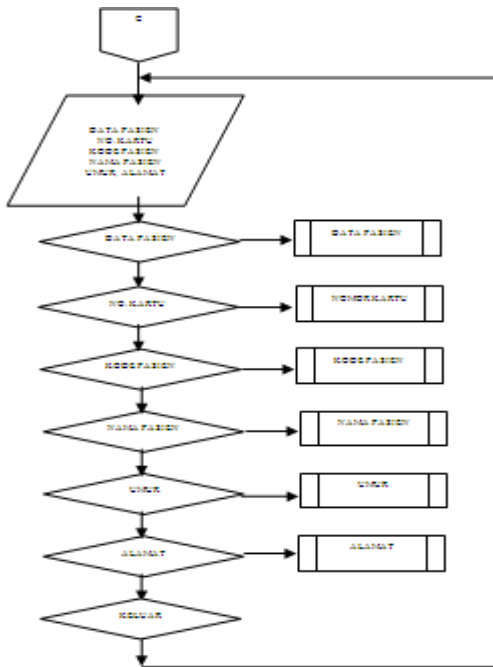 DATA PASIEN
NO. KARTU
KODE PASIEN
NAMA PASIEN
UMUR, ALAMAT
DATA PASIEN
DATA PASIEN
NO. KARTU
NOMOR KARTU
KODE PASIEN
KODE PASIEN
NAMA PASIEN
NAMA PASIEN
UMUR
UMUR
ALAMAT
ALAMAT
KELUAR